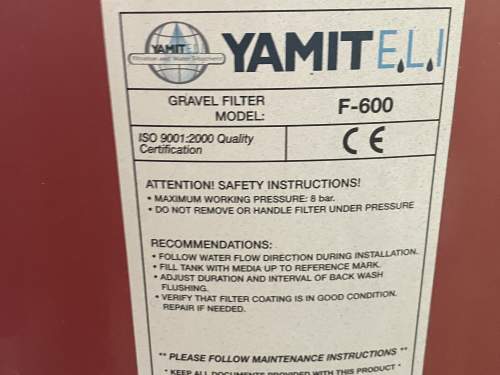 YAMIT
Filtration and Water Treatment
YAMIT E.L.I
GRAVEL FILTER
MODEL:
F-600
ISO 9001:2000 Quality
Certification
CE
ATTENTION! SAFETY INSTRUCTIONS!
• MAXIMUM WORKING PRESSURE: 8 bar.
• DO NOT REMOVE OR HANDLE FILTER UNDER PRESSURE
RECOMMENDATIONS:
• FOLLOW WATER FLOW DIRECTION DURING INSTALLATION.
• FILL TANK WITH MEDIA UP TO REFERENCE MARK.
• ADJUST DURATION AND INTERVAL OF BACK WASH
FLUSHING.
• VERIFY THAT FILTER COATING IS IN GOOD CONDITION.
REPAIR IF NEEDED.
** PLEASE FOLLOW MAINTENANCE INSTRUCTIONS **
* KEEP ALL DOCUMENTS PROVIDED WITH THIS PRODUCT *